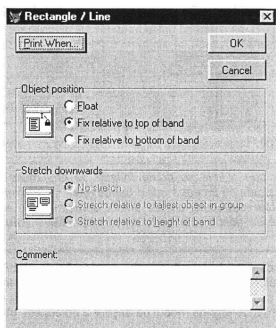 Rectangle / Line
Print When...
OK
Cancel
Object position
Float
Fix relative to top of band
Fix relative to bottom of band
Stretch downwards
No stretch
Stretch relative to tallest object in group
Stretch relative to height of band
Comment: